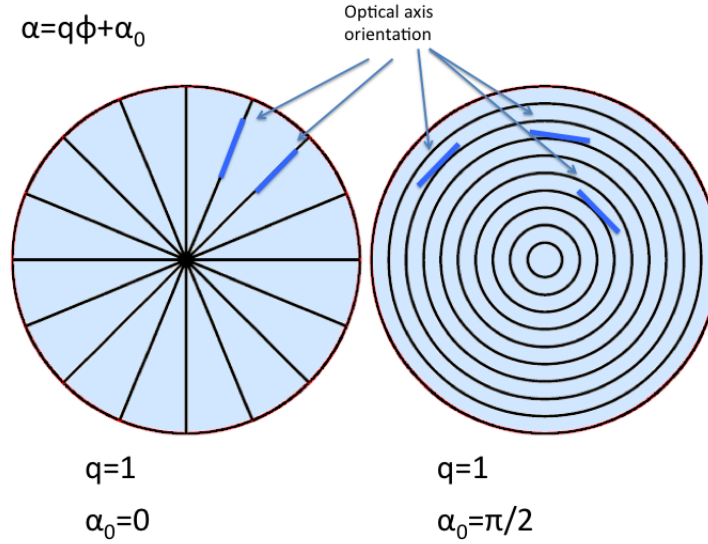 Optical axis
orientation
α=qϕ+α₀
q=1
α₀=0
q=1
α₀=π/2